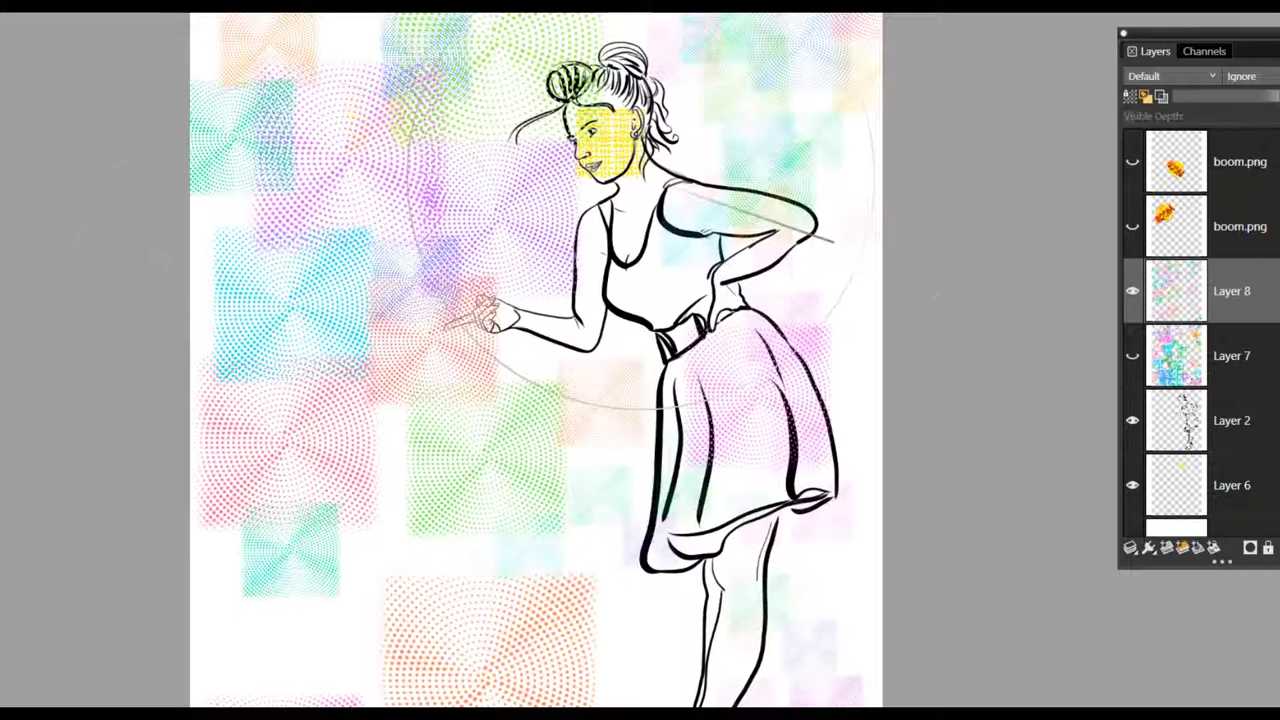 Layers Channels
Default Ignore
Visible Depth:
boom.png
boom.png
Layer 8
Layer 7
Layer 2
Layer 6